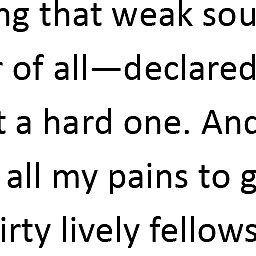 ng that weak sou
r of all—declared
t a hard one. And
all my pains to g
irty lively fellows